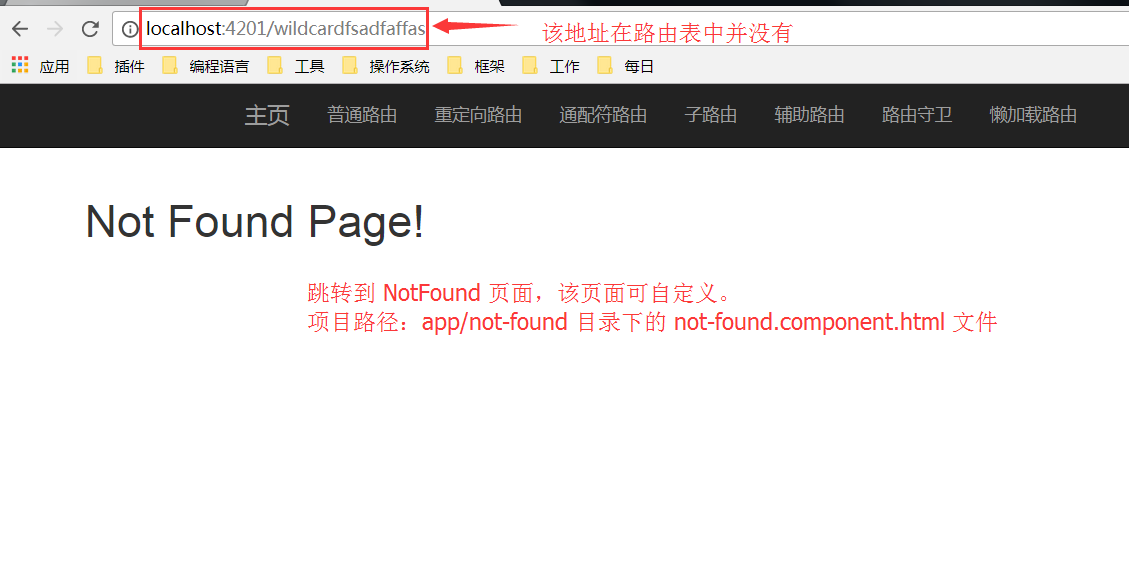 localhost:4201/wildcardfsadfaffas
该地址在路由表中并没有
应用 插件 编程语言 工具 操作系统 框架 工作 每日
主页 普通路由 重定向路由 通配符路由 子路由 辅助路由 路由守卫 懒加载路由
Not Found Page!
跳转到 NotFound 页面，该页面可自定义。
项目路径：app/not-found 目录下的 not-found.component.html 文件